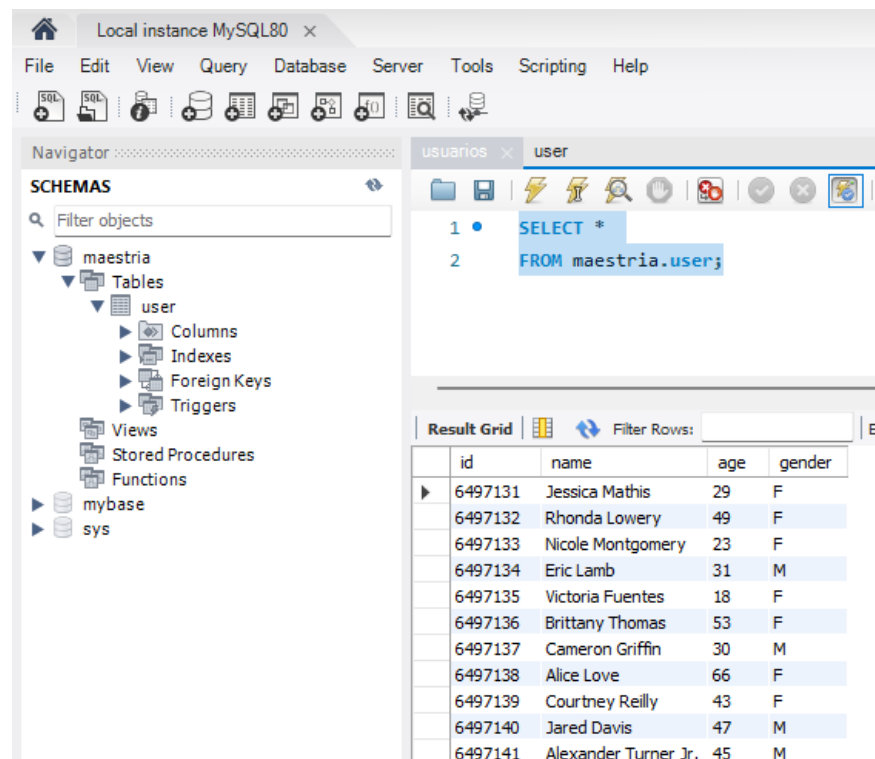 Local instance MySQL80 ×
File Edit View Query Database Server Tools Scripting Help
Navigator
SCHEMAS
Filter objects
maestria
Tables
user
Columns
Indexes
Foreign Keys
Triggers
Views
Stored Procedures
Functions
mybase
sys
usuarios × user
1 SELECT *
2 FROM maestria.user;
Result Grid Filter Rows: E
id name age gender
6497131 Jessica Mathis 29 F
6497132 Rhonda Lowery 49 F
6497133 Nicole Montgomery 23 F
6497134 Eric Lamb 31 M
6497135 Victoria Fuentes 18 F
6497136 Brittany Thomas 53 F
6497137 Cameron Griffin 30 M
6497138 Alice Love 66 F
6497139 Courtney Reilly 43 F
6497140 Jared Davis 47 M
6497141 Alexander Turner Jr. 45 M